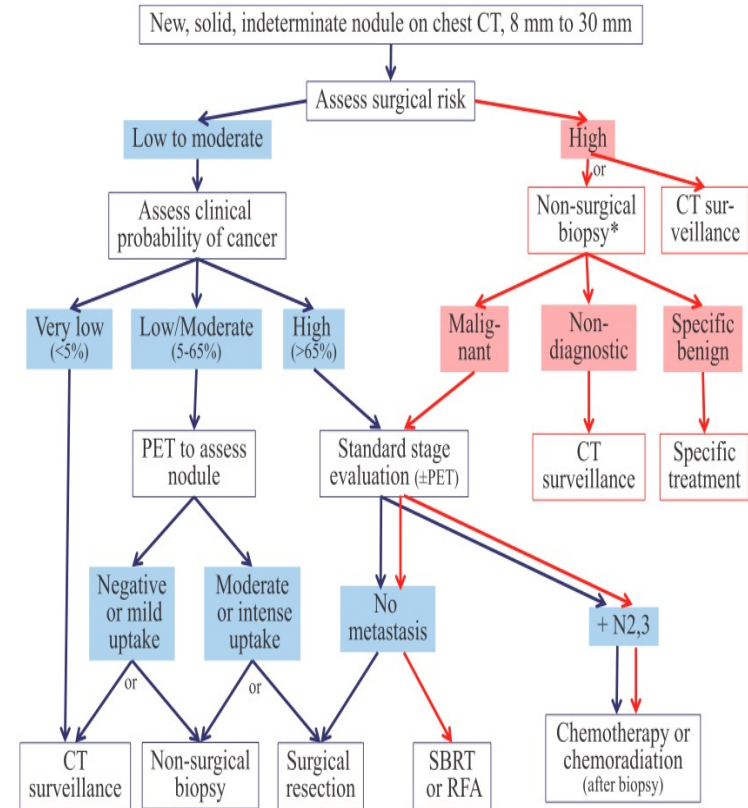 New, solid, indeterminate nodule on chest CT, 8 mm to 30 mm
Assess surgical risk
Low to moderate
High
or
Assess clinical
probability of cancer
Non-surgical
biopsy*
CT sur-
veillance
Very low
(<5%)
Low/Moderate
(5-65%)
High
(>65%)
Malig-
nant
Non-
diagnostic
Specific
benign
PET to assess
nodule
Standard stage
evaluation (±PET)
CT
surveillance
Specific
treatment
Negative
or mild
uptake
Moderate
or intense
uptake
No
metastasis
+ N2,3
or
or
CT
surveillance
Non-surgical
biopsy
Surgical
resection
SBRT
or RFA
Chemotherapy or
chemoradiation
(after biopsy)